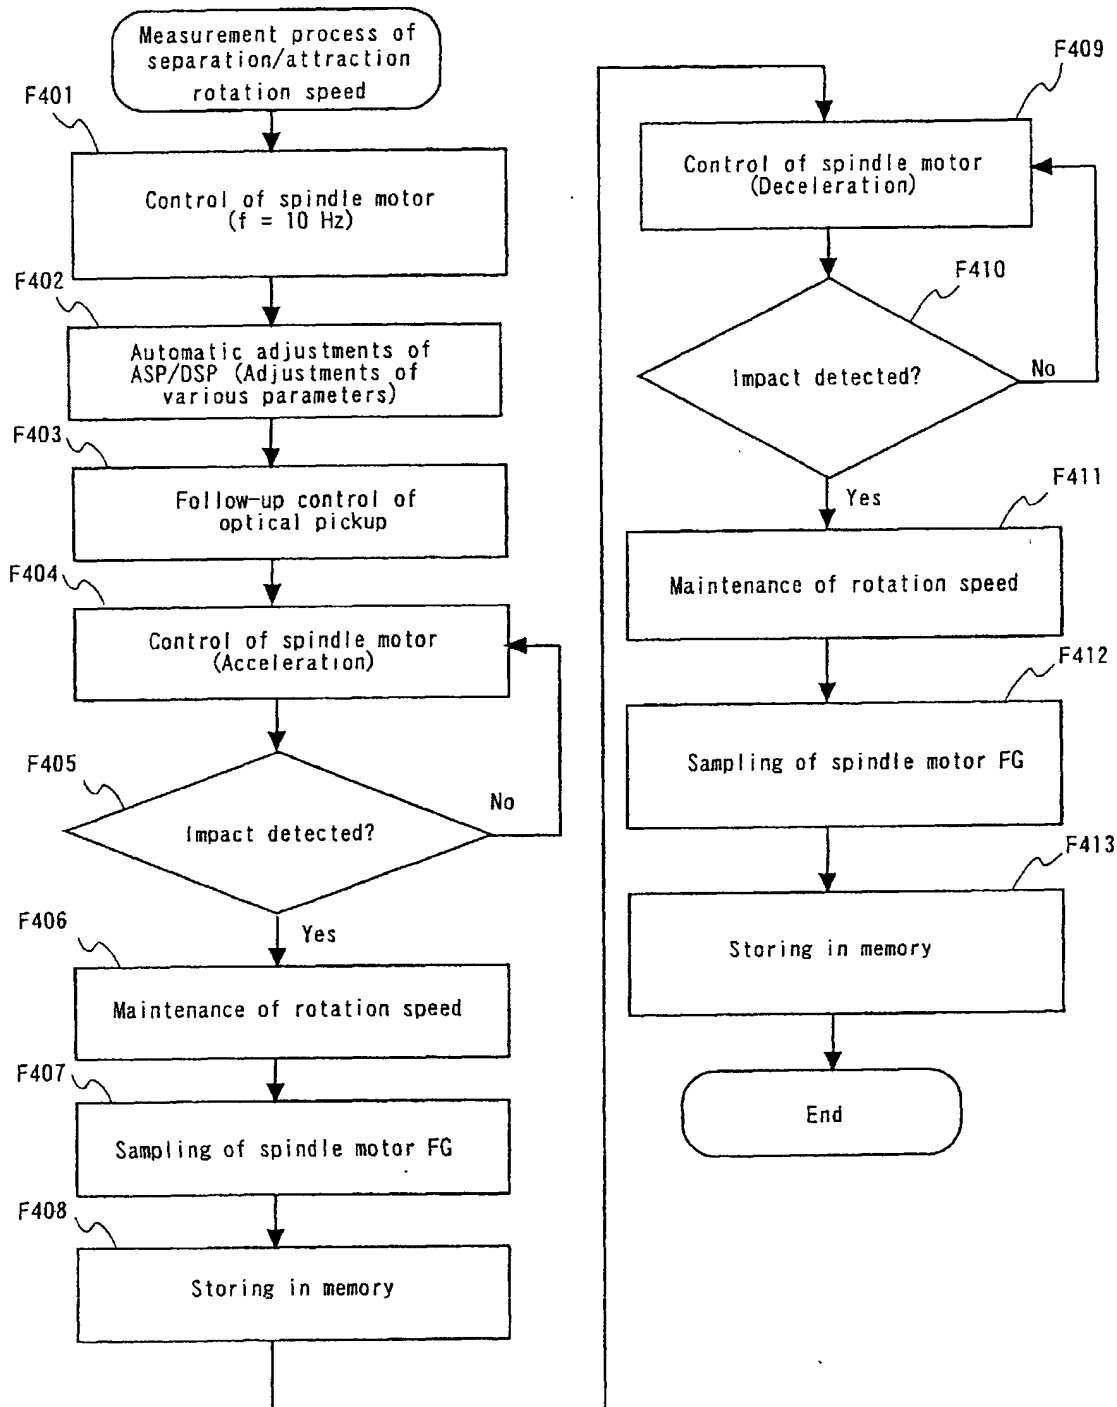 Measurement process of
separation/attraction
rotation speed
F401
Control of spindle motor
(f = 10 Hz)
F402
Automatic adjustments of
ASP/DSP (Adjustments of
various parameters)
F403
Follow-up control of
optical pickup
F404
Control of spindle motor
(Acceleration)
F405
Impact detected?
No
Yes
F406
Maintenance of rotation speed
F407
Sampling of spindle motor FG
F408
Storing in memory
F409
Control of spindle motor
(Deceleration)
F410
Impact detected?
No
Yes
F411
Maintenance of rotation speed
F412
Sampling of spindle motor FG
F413
Storing in memory
End